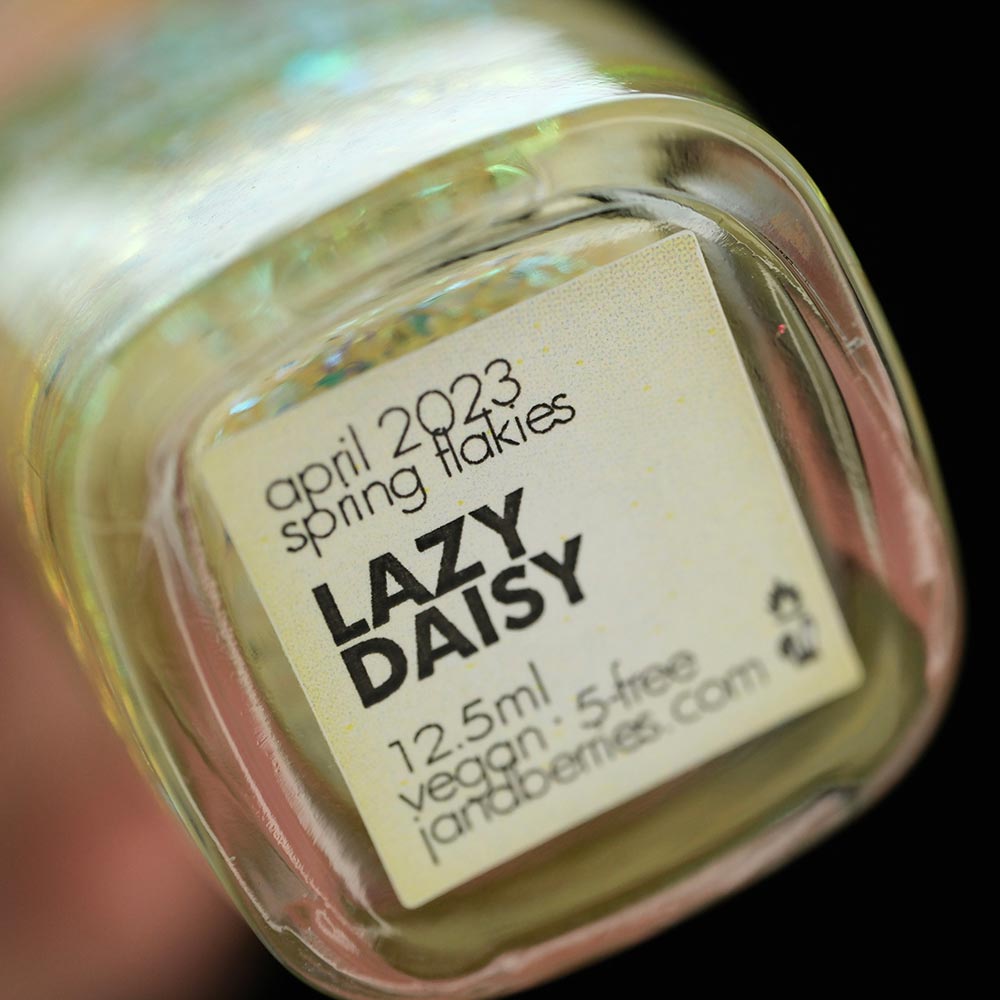 april 2023
spring flakies
LAZY
DAISY
12.5ml
vegan · 5-free
jandberries.com